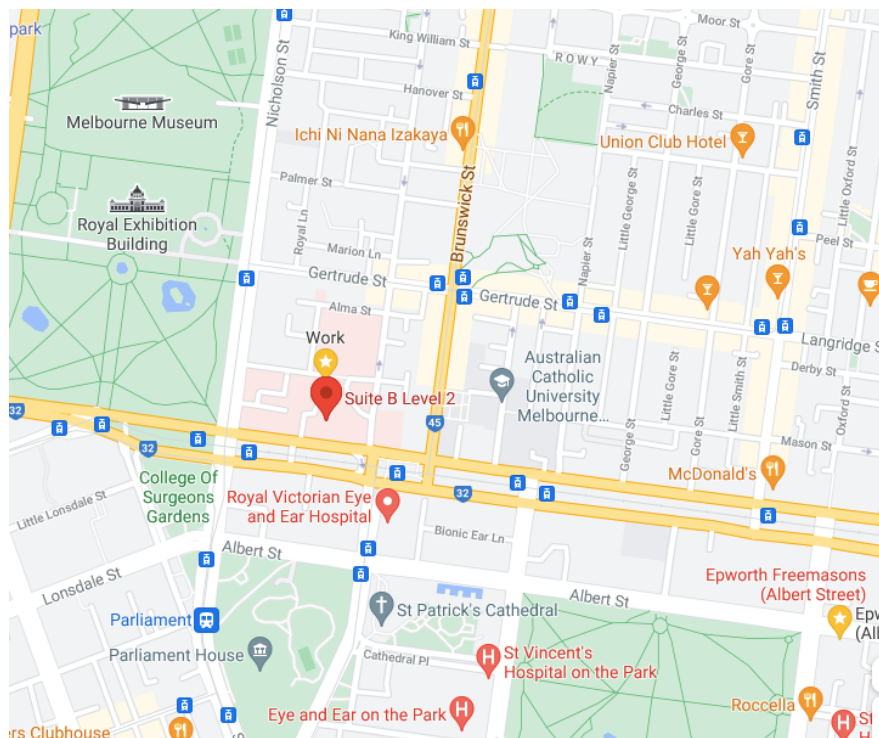 park
Nicholson St
King William St
Moor St
R O W Y
Napier St
George St
Gore St
Smith St
Hanover St
Charles St
Melbourne Museum
Ichi Ni Nana Izakaya
Union Club Hotel
Palmer St
Royal Ln
Brunswick St
Little George St
Little Gore St
Little Oxford St
Royal Exhibition
Building
Marion Ln
Napier St
Peel St
Yah Yah's
Gertrude St
Gertrude St
Alma St
Langridge S
Work
Australian
Catholic
University
Melbourne...
Derby St
Little Gore St
Little Smith St
Oxford St
Suite B Level 2
32
45
George St
Gore St
Mason St
32
College Of
Surgeons
Gardens
McDonald's
Little Lonsdale St
Royal Victorian Eye
and Ear Hospital
32
Bionic Ear Ln
Albert St
Lonsdale St
Epworth Freemasons
(Albert Street)
Albert St
Parliament
St Patrick's Cathedral
Epw
(Al
Parliament House
Cathedral Pl
St Vincent's
Hospital on the Park
Roccella
Eye and Ear on the Park
St
H
ers Clubhouse